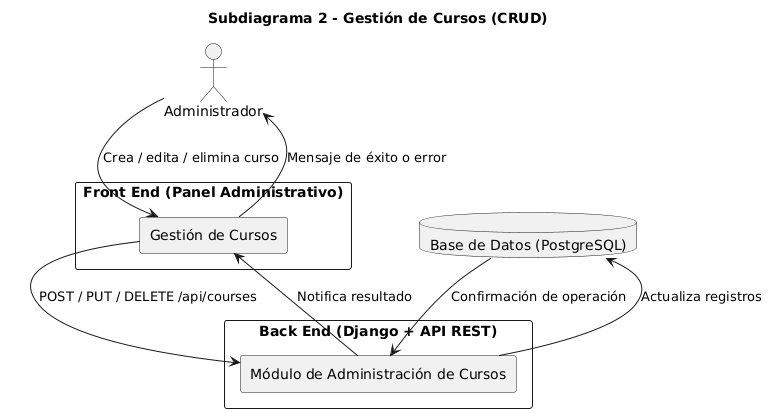 Subdiagrama 2 - Gestión de Cursos (CRUD)
Administrador
Crea / edita / elimina curso
Mensaje de éxito o error
Front End (Panel Administrativo)
Gestión de Cursos
Base de Datos (PostgreSQL)
POST / PUT / DELETE /api/courses
Notifica resultado
Confirmación de operación
Actualiza registros
Back End (Django + API REST)
Módulo de Administración de Cursos